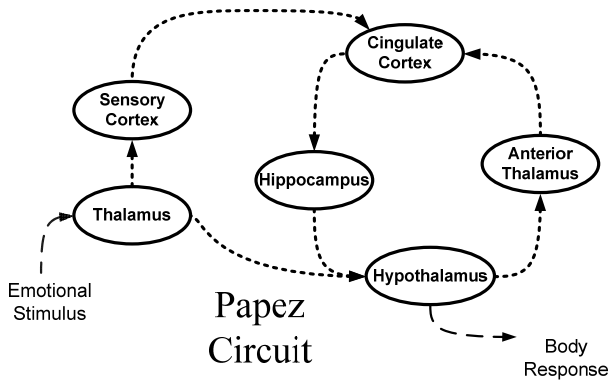 Cingulate
Cortex
Sensory
Cortex
Anterior
Thalamus
Hippocampus
Thalamus
Hypothalamus
Emotional
Stimulus
Papez
Circuit
Body
Response